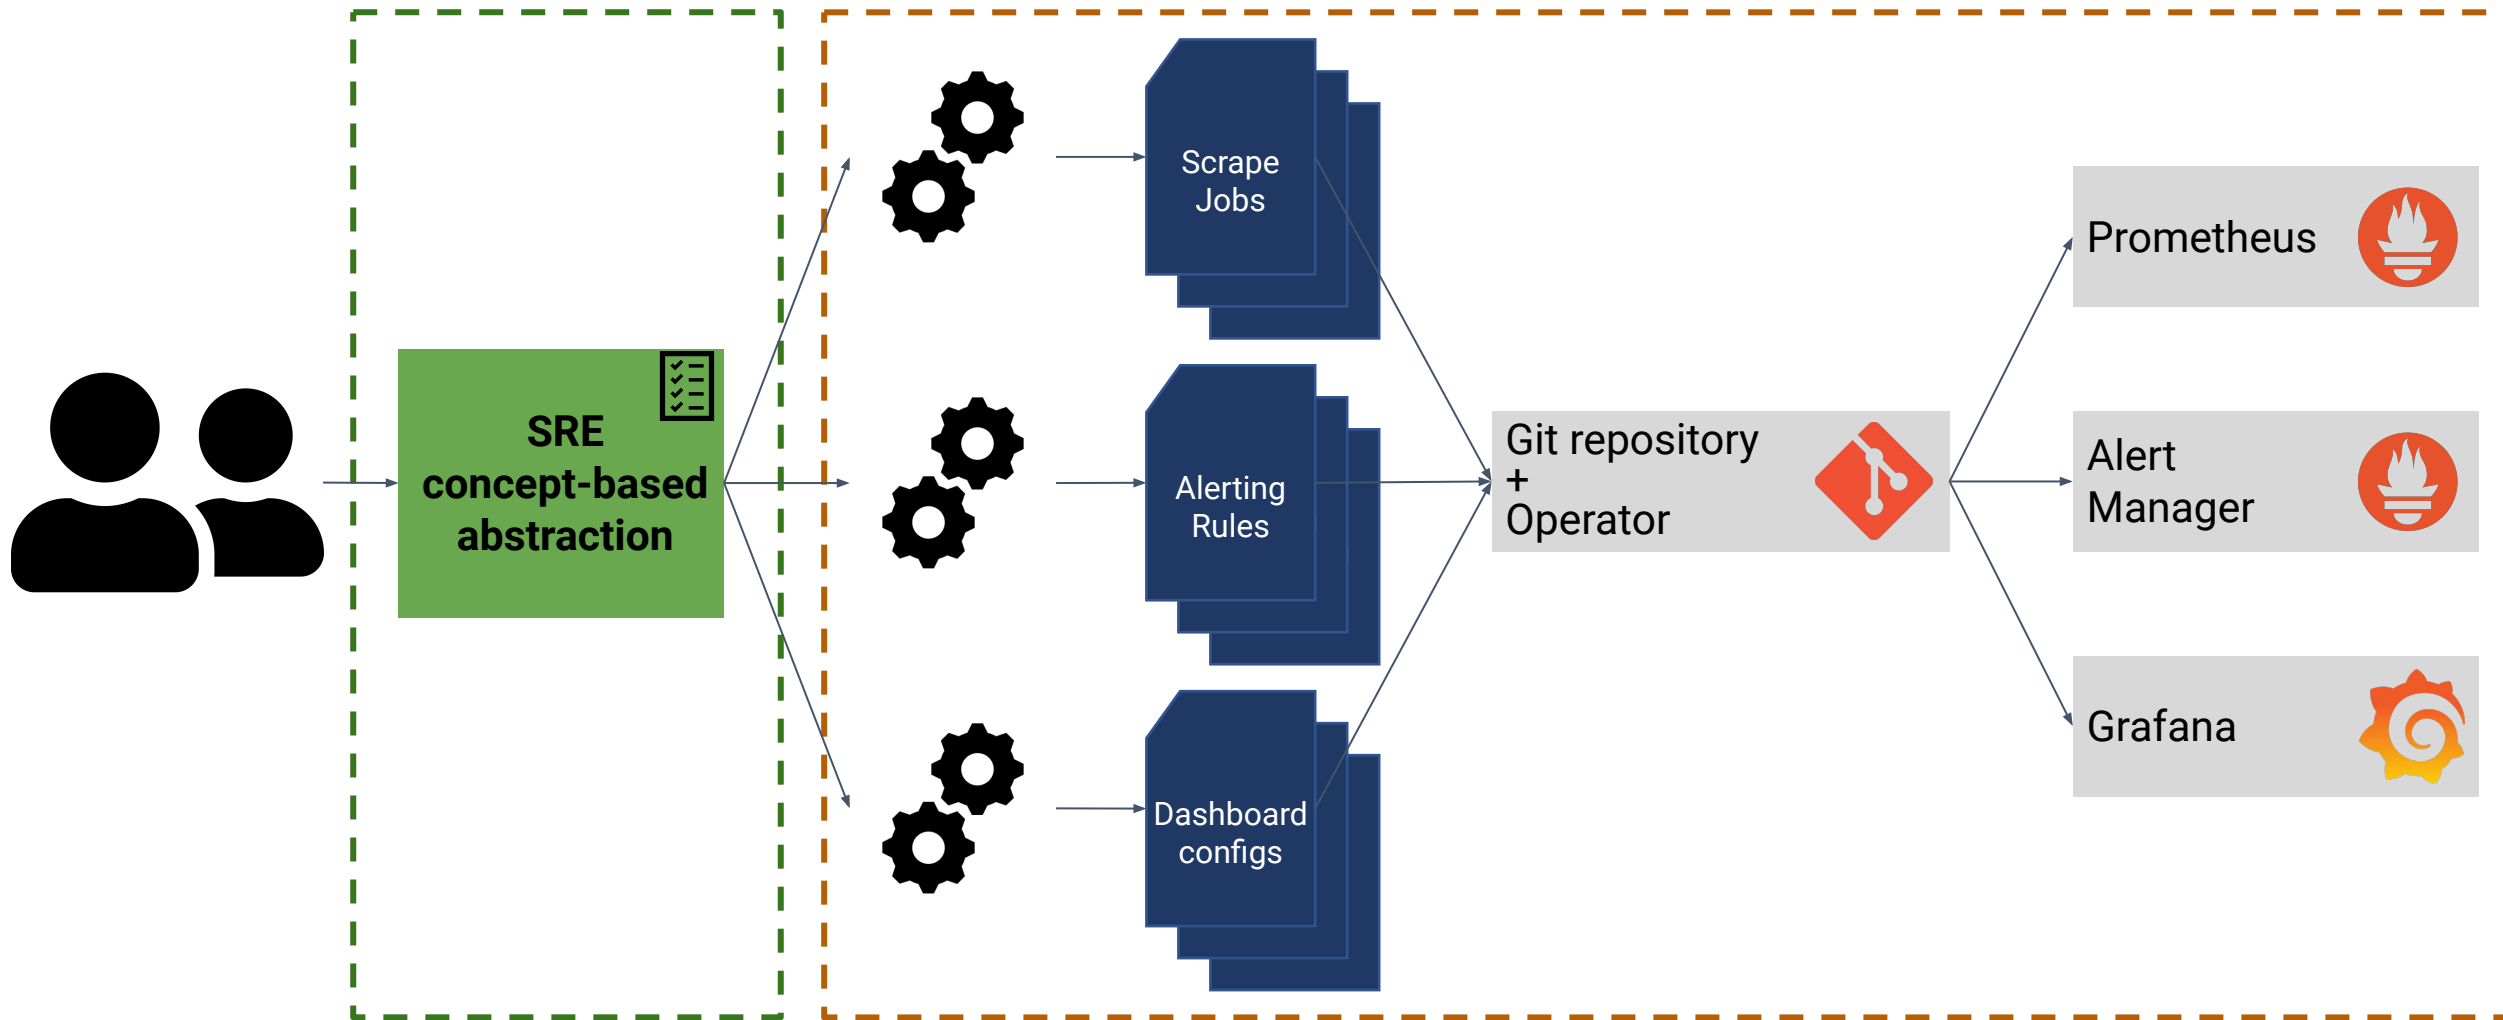 SRE
concept-based
abstraction
Scrape
Jobs
Alerting
Rules
Dashboard
configs
Git repository
+
Operator
Prometheus
Alert
Manager
Grafana